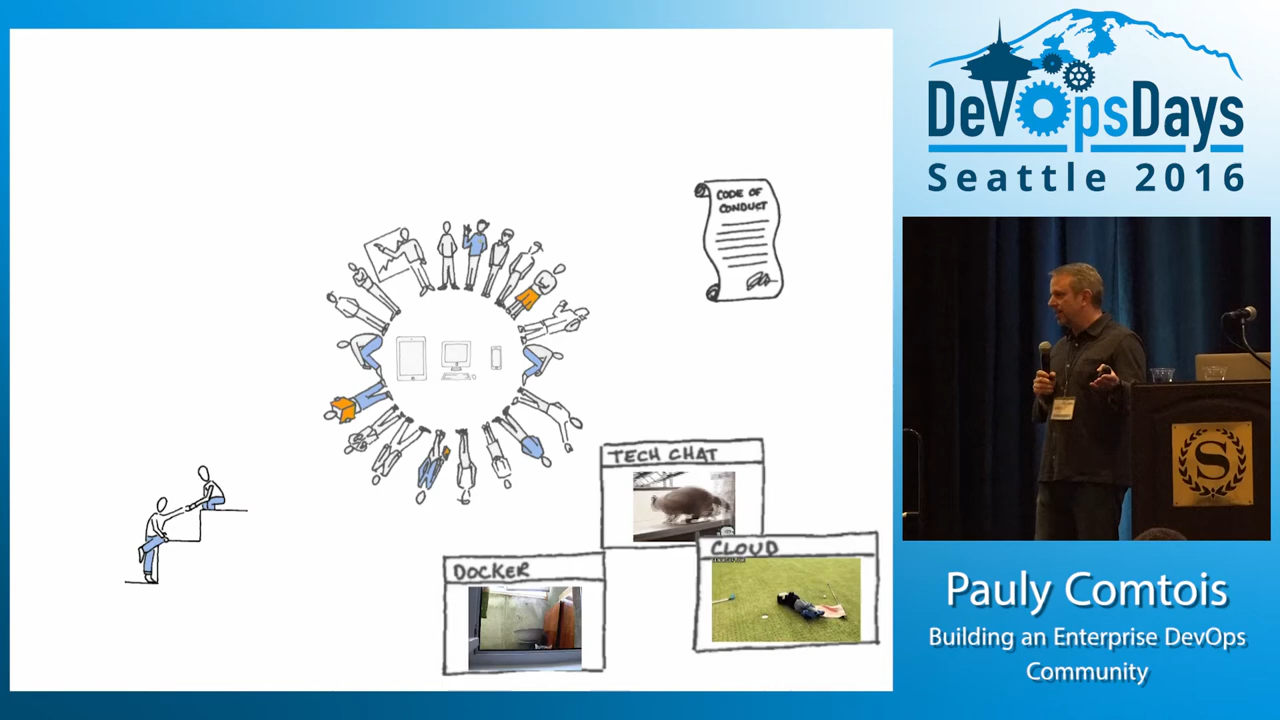 CODE OF
CONDUCT
TECH CHAT
CLOUD
DOCKER
DevOpsDays
Seattle 2016
S
Pauly Comtois
Building an Enterprise DevOps
Community